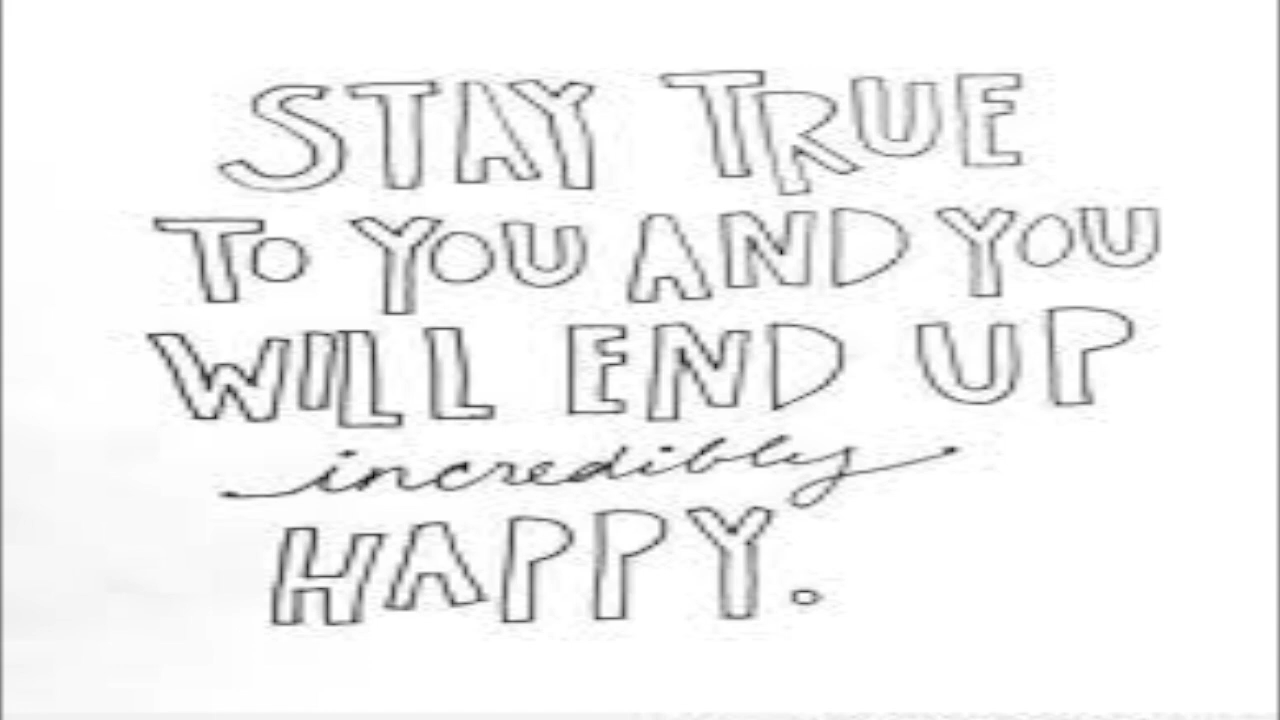 STAY TRUE
TO YOU AND YOU
WILL END UP
incredibly
HAPPY.